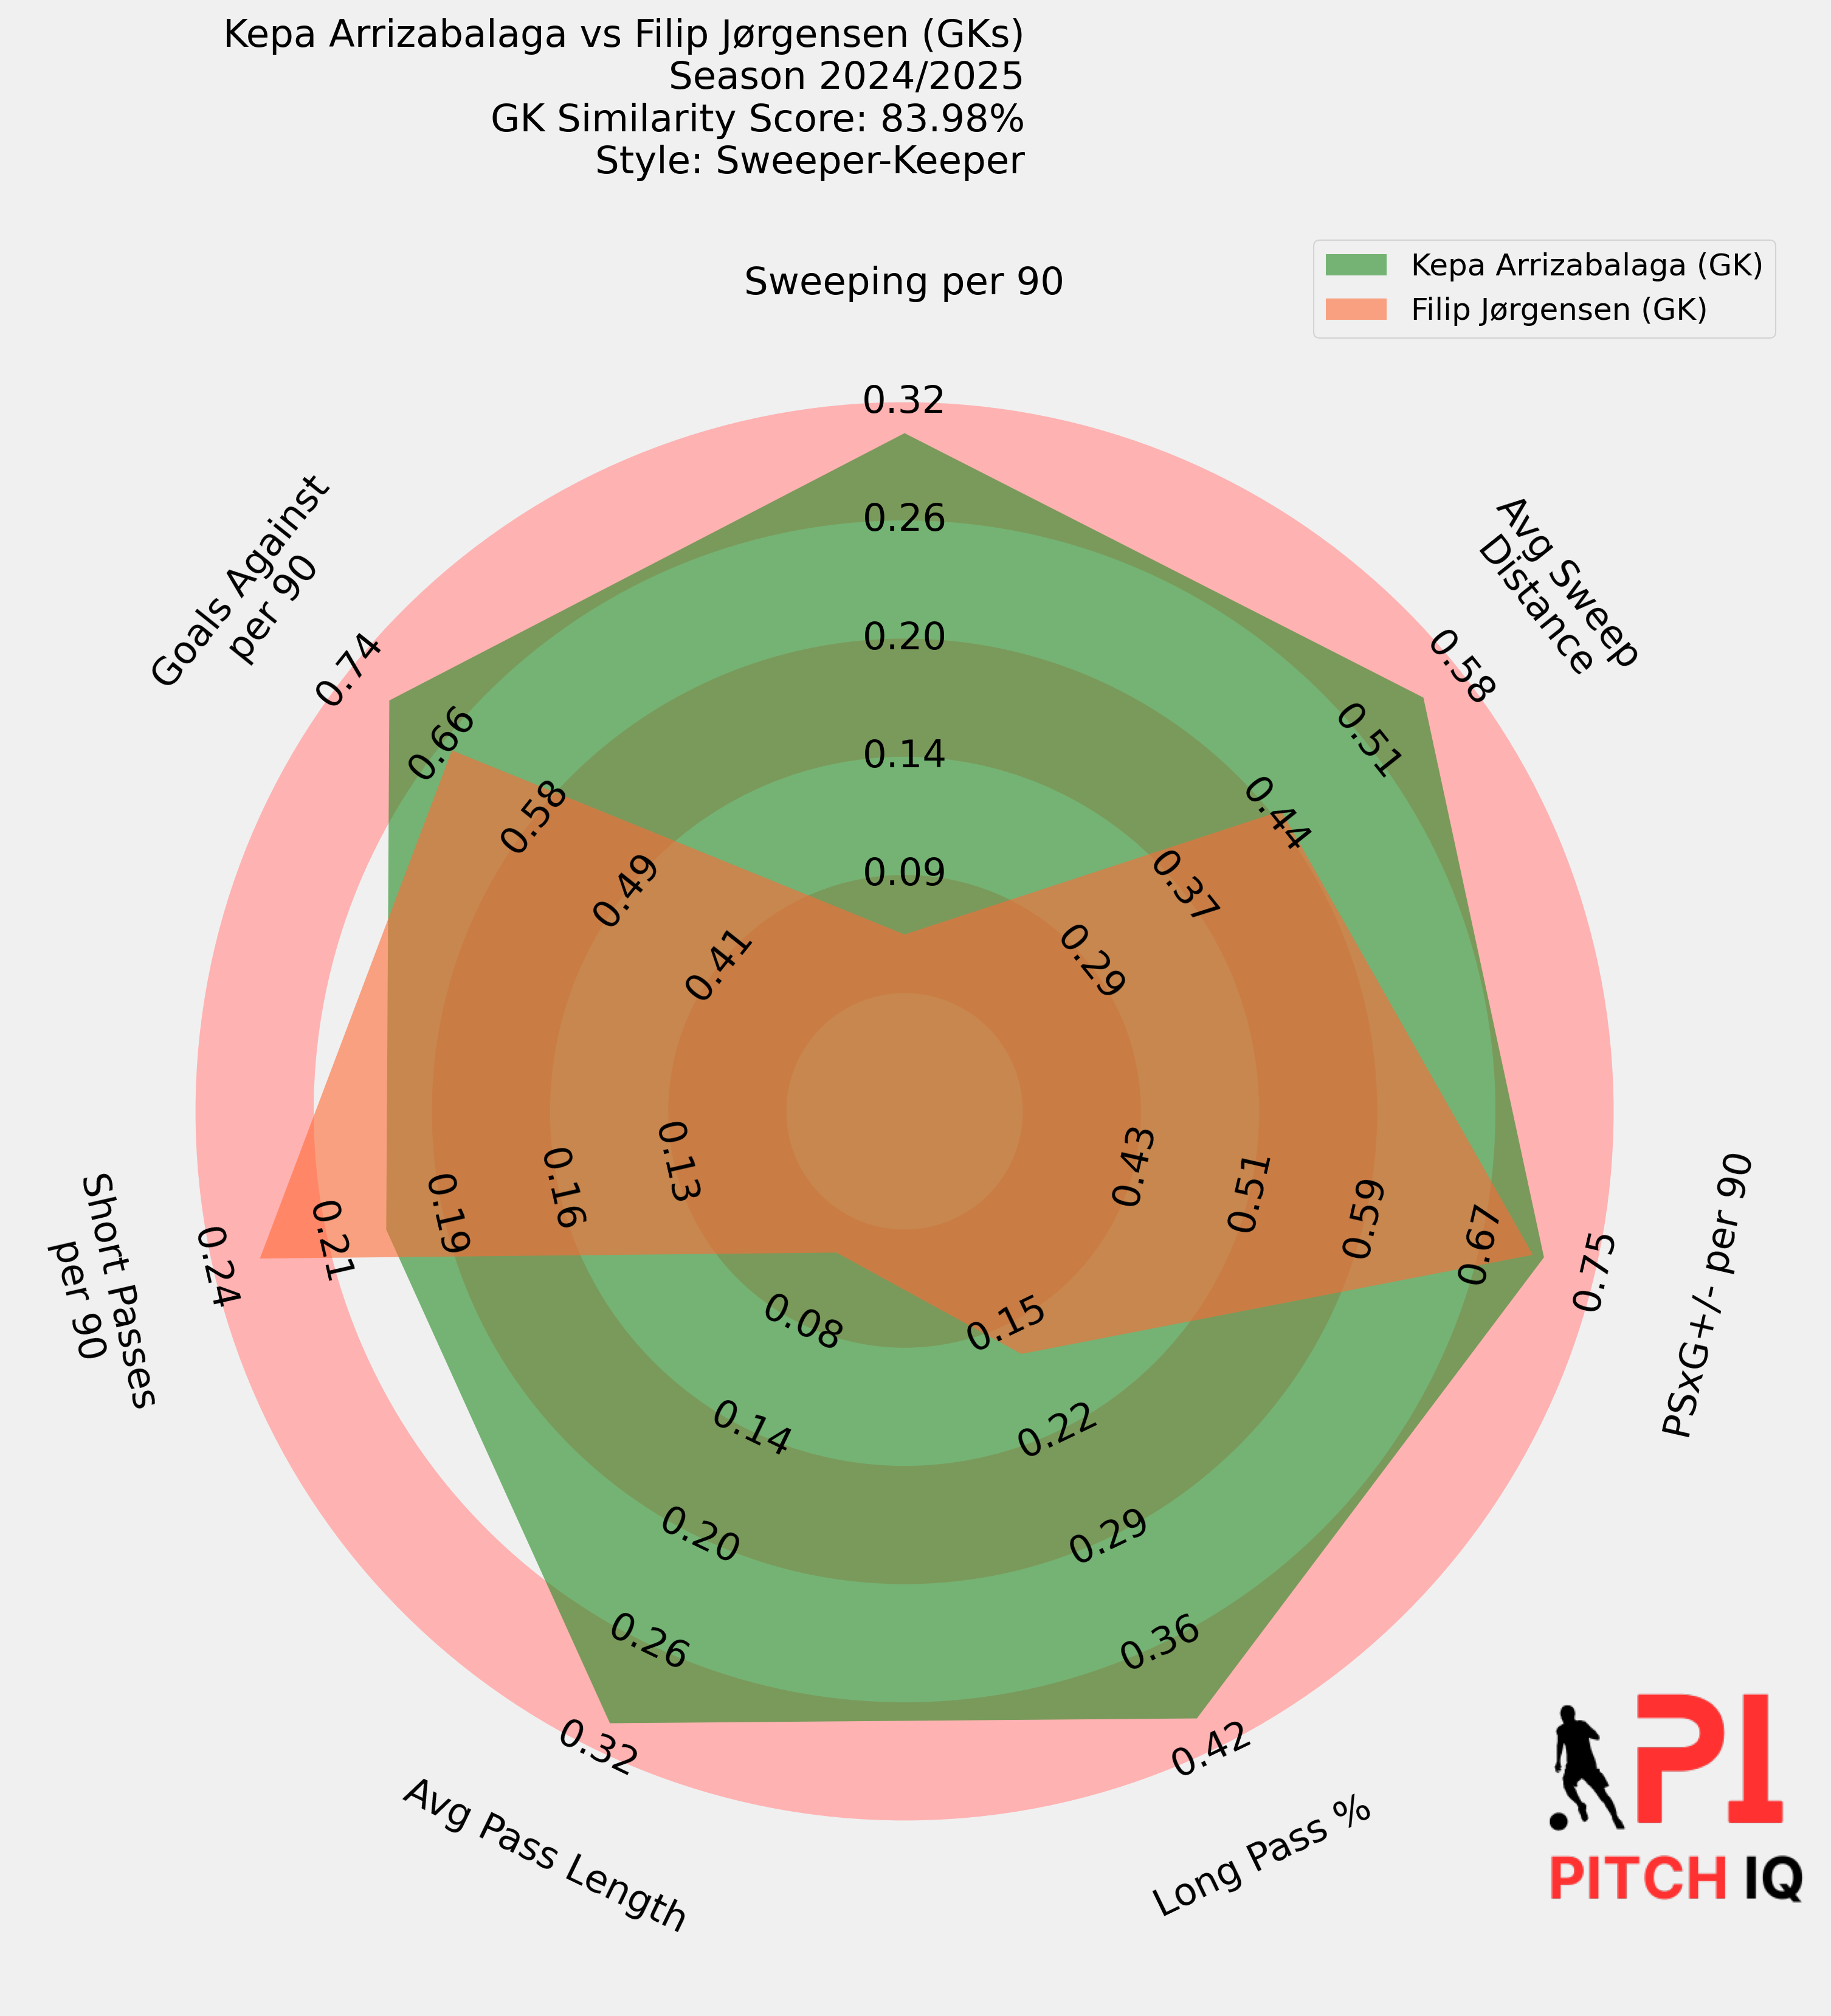 Kepa Arrizabalaga vs Filip Jørgensen (GKs)
Season 2024/2025
GK Similarity Score: 83.98%
Style: Sweeper-Keeper
Kepa Arrizabalaga (GK)
Filip Jørgensen (GK)
Sweeping per 90
0.32
0.26
0.20
0.14
0.09
Avg Sweep
Distance
0.58
0.51
0.44
0.37
0.29
PSxG+/- per 90
0.75
0.67
0.59
0.51
0.43
Long Pass %
0.42
0.36
0.29
0.22
0.15
Avg Pass Length
0.32
0.26
0.20
0.14
0.08
Short Passes
per 90
0.24
0.21
0.19
0.16
0.13
Goals Against
per 90
0.74
0.66
0.58
0.49
0.41
PI
PITCH IQ